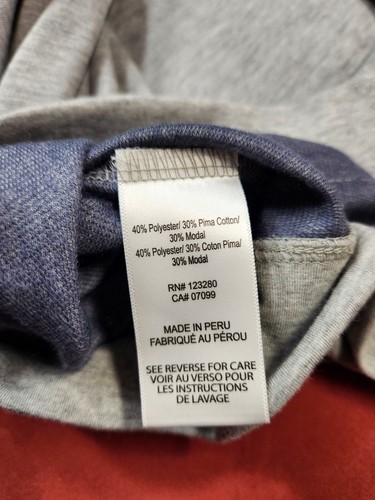 40% Polyester/ 30% Pima Cotton/
30% Modal
40% Polyester/ 30% Coton Pima/
30% Modal
RN# 123280
CA# 07099
MADE IN PERU
FABRIQUÉ AU PÉROU
SEE REVERSE FOR CARE
VOIR AU VERSO POUR
LES INSTRUCTIONS
DE LAVAGE